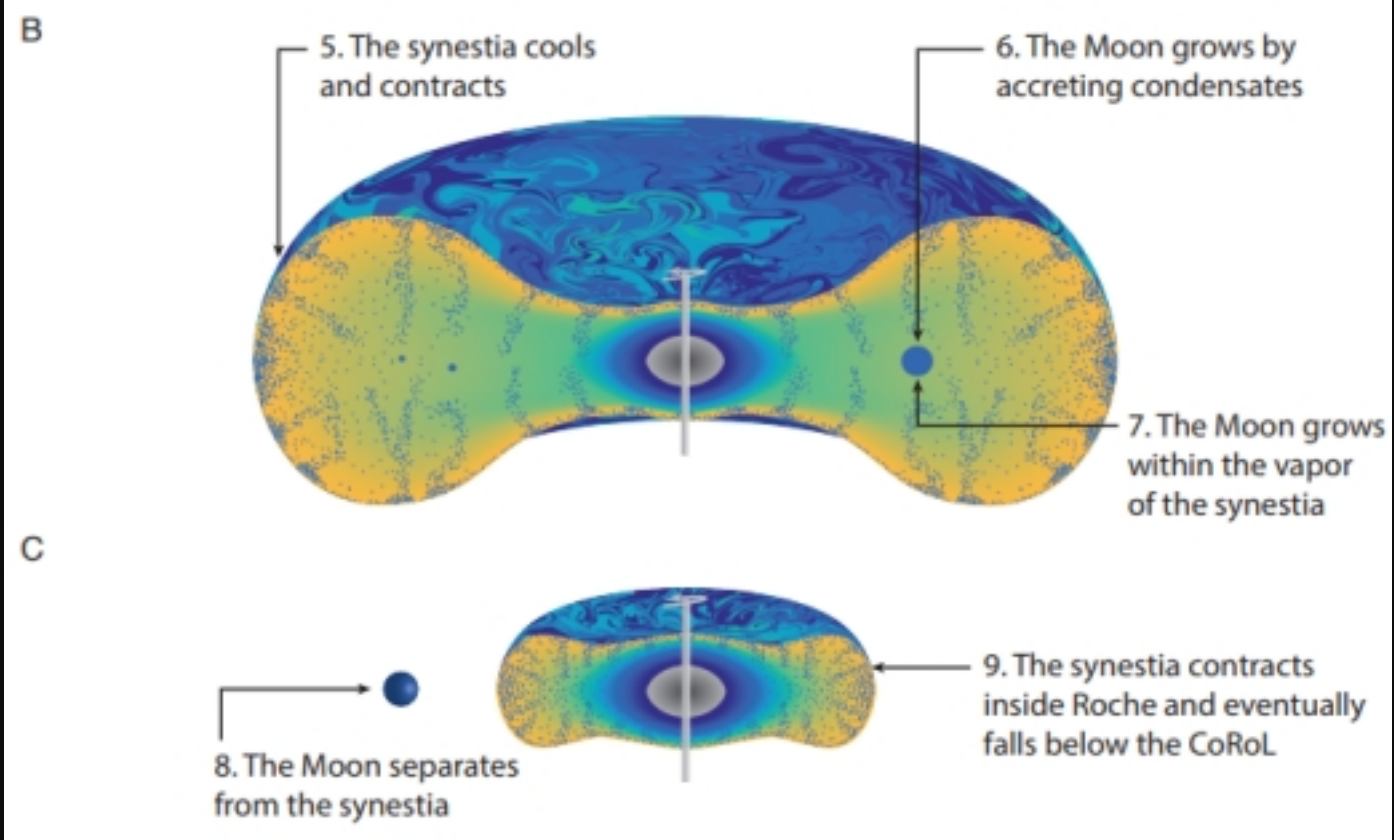 B
5. The synestia cools
and contracts
6. The Moon grows by
accreting condensates
7. The Moon grows
within the vapor
of the synestia
C
8. The Moon separates
from the synestia
9. The synestia contracts
inside Roche and eventually
falls below the CoRoL